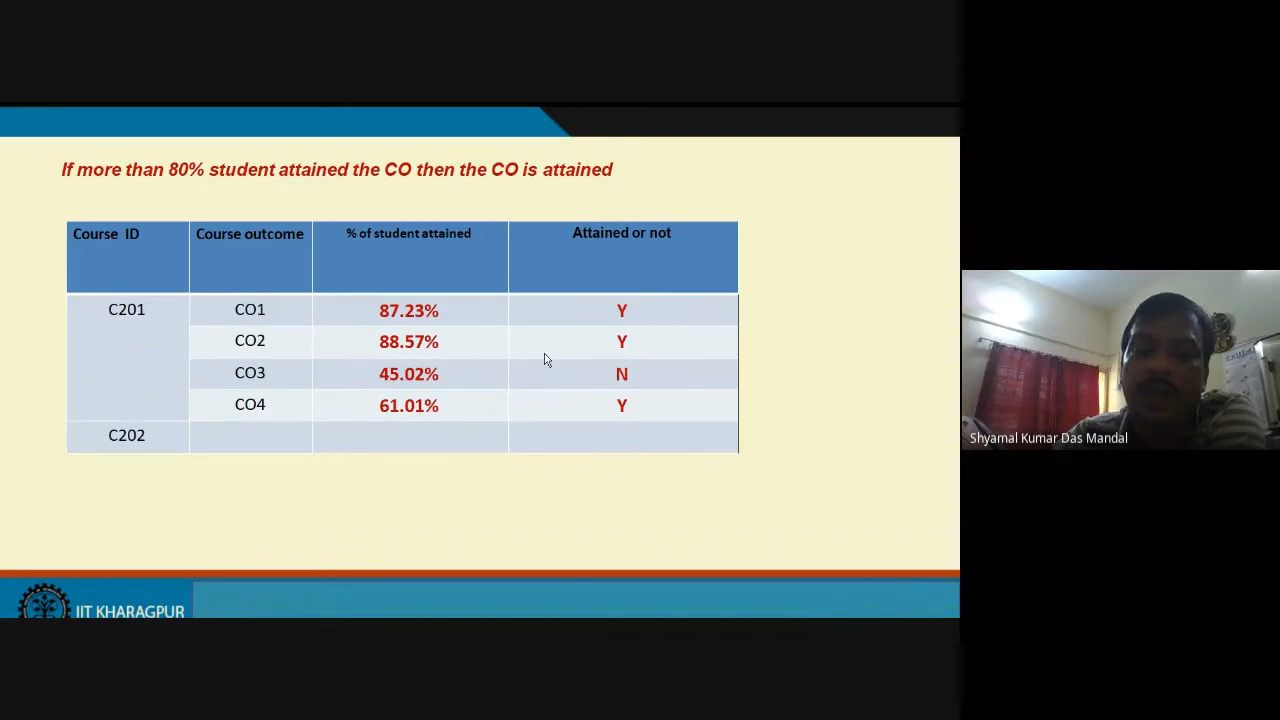 If more than 80% student attained the CO then the CO is attained
Course ID Course outcome % of student attained Attained or not
C201 CO1 87.23% Y
CO2 88.57% Y
CO3 45.02% N
CO4 61.01% Y
C202
Shyamal Kumar Das Mandal
IIT KHARAGPUR